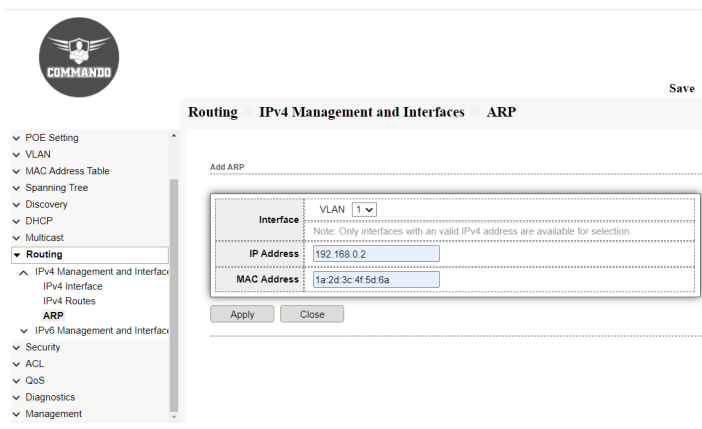 COMMANDO
Save
Routing » IPv4 Management and Interfaces » ARP
POE Setting
VLAN
MAC Address Table
Spanning Tree
Discovery
DHCP
Multicast
Routing
IPv4 Management and Interface
IPv4 Interface
IPv4 Routes
ARP
IPv6 Management and Interface
Security
ACL
QoS
Diagnostics
Management
Add ARP
Interface
VLAN 1
Note: Only interfaces with an valid IPv4 address are available for selection
IP Address 192.168.0.2
MAC Address 1a:2d:3c:4f:5d:6a
Apply Close